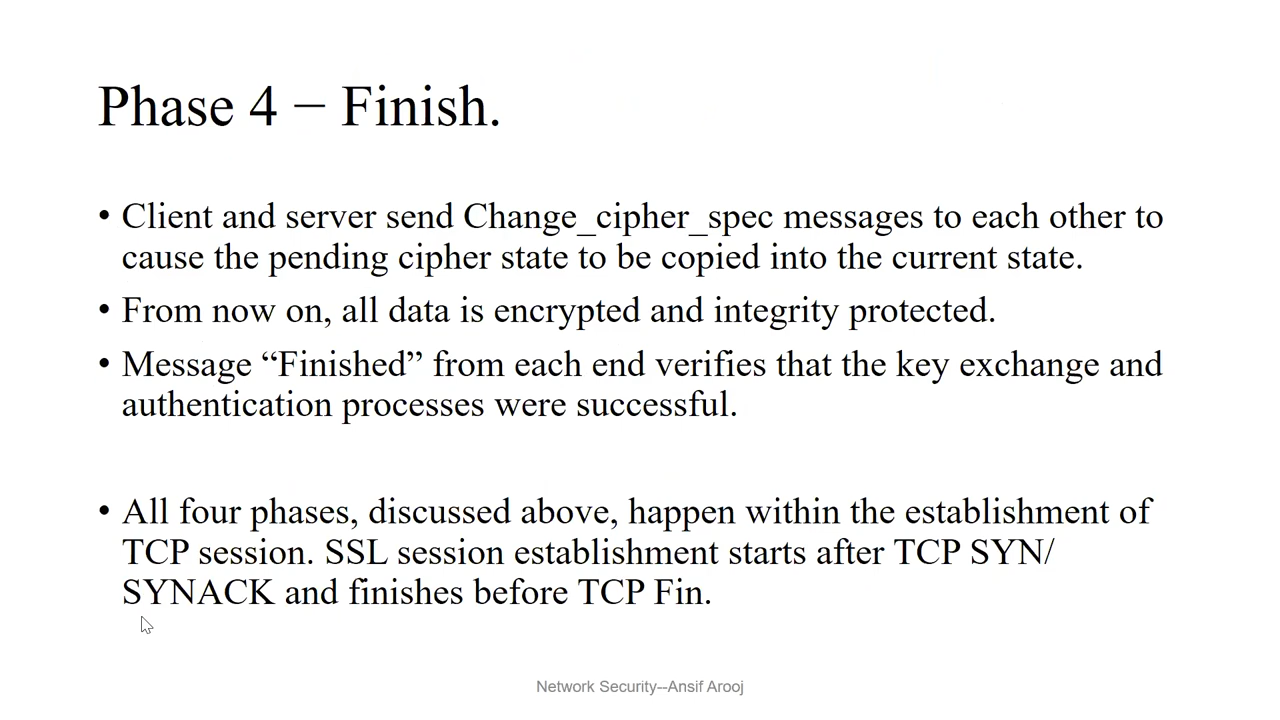 Phase 4 − Finish.
• Client and server send Change_cipher_spec messages to each other to
cause the pending cipher state to be copied into the current state.
• From now on, all data is encrypted and integrity protected.
• Message “Finished” from each end verifies that the key exchange and
authentication processes were successful.
• All four phases, discussed above, happen within the establishment of
TCP session. SSL session establishment starts after TCP SYN/
SYNACK and finishes before TCP Fin.
Network Security--Ansif Arooj